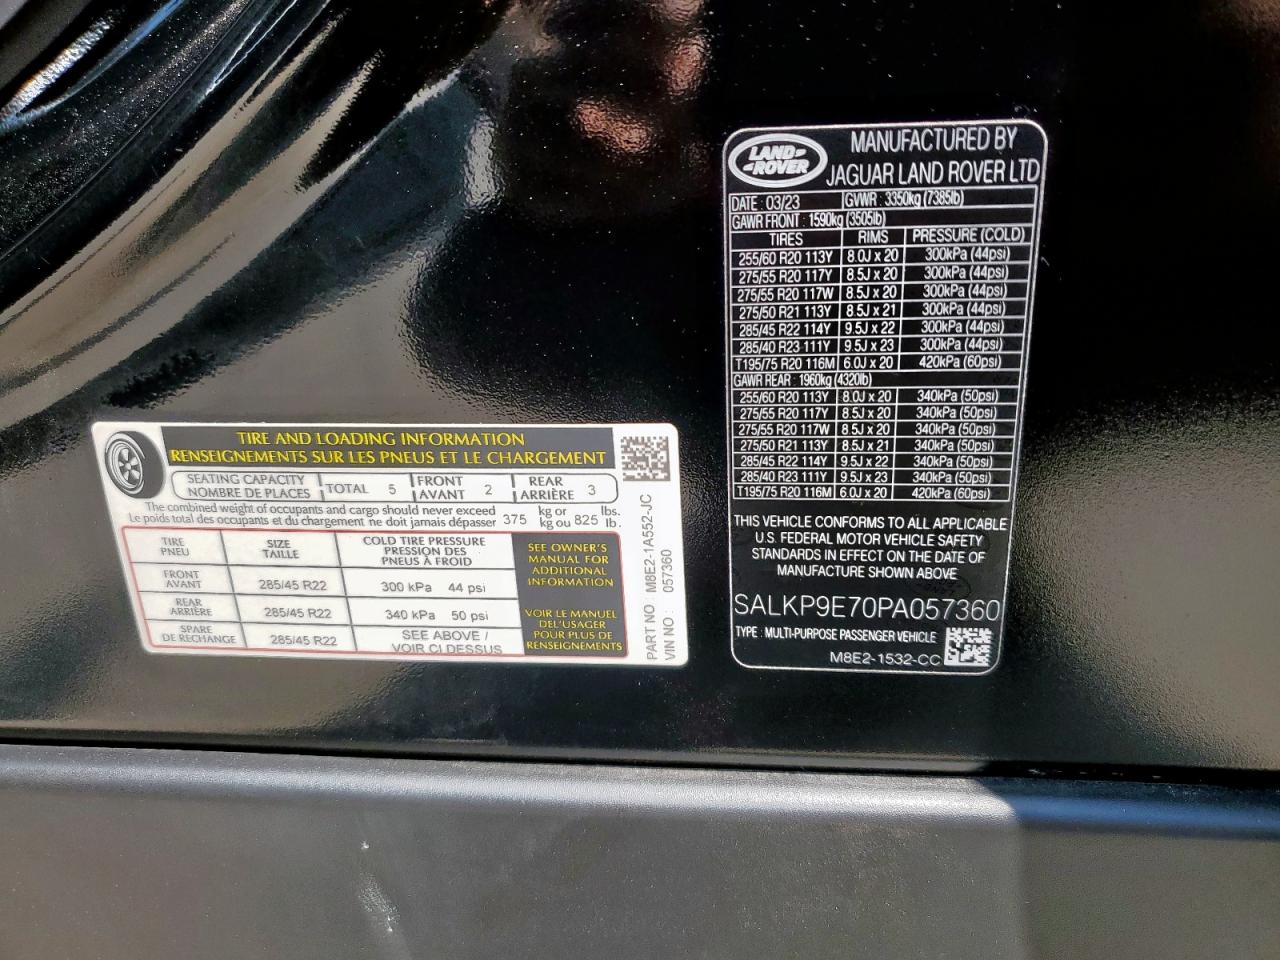 LAND-
-ROVER
MANUFACTURED BY
JAGUAR LAND ROVER LTD
DATE : 03/23 GVWR : 3350kg (7385lb)
GAWR FRONT : 1590kg (3505lb)
TIRES RIMS PRESSURE (COLD)
255/60 R20 113Y 8.0J x 20 300kPa (44psi)
275/55 R20 117Y 8.5J x 20 300kPa (44psi)
275/55 R20 117W 8.5J x 20 300kPa (44psi)
275/50 R21 113Y 8.5J x 21 300kPa (44psi)
285/45 R22 114Y 9.5J x 22 300kPa (44psi)
285/40 R23 111Y 9.5J x 23 300kPa (44psi)
T195/75 R20 116M 6.0J x 20 420kPa (60psi)
GAWR REAR : 1960kg (4320lb)
255/60 R20 113Y 8.0J x 20 340kPa (50psi)
275/55 R20 117Y 8.5J x 20 340kPa (50psi)
275/55 R20 117W 8.5J x 20 340kPa (50psi)
275/50 R21 113Y 8.5J x 21 340kPa (50psi)
285/45 R22 114Y 9.5J x 22 340kPa (50psi)
285/40 R23 111Y 9.5J x 23 340kPa (50psi)
T195/75 R20 116M 6.0J x 20 420kPa (60psi)
THIS VEHICLE CONFORMS TO ALL APPLICABLE
U.S. FEDERAL MOTOR VEHICLE SAFETY
STANDARDS IN EFFECT ON THE DATE OF
MANUFACTURE SHOWN ABOVE
SALKP9E70PA057360
TYPE : MULTI-PURPOSE PASSENGER VEHICLE
M8E2-1532-CC
TIRE AND LOADING INFORMATION
RENSEIGNEMENTS SUR LES PNEUS ET LE CHARGEMENT
SEATING CAPACITY
NOMBRE DE PLACES
TOTAL 5
FRONT
AVANT 2
REAR
ARRIÈRE 3
The combined weight of occupants and cargo should never exceed
Le poids total des occupants et du chargement ne doit jamais dépasser
375 kg or
kg ou 825 lbs.
lb.
TIRE
PNEU
SIZE
TAILLE
COLD TIRE PRESSURE
PRESSION DES
PNEUS À FROID
FRONT
AVANT
285/45 R22 300 kPa 44 psi
REAR
ARRIÈRE
285/45 R22 340 kPa 50 psi
SPARE
DE RECHANGE
285/45 R22
SEE ABOVE /
VOIR CI DESSUS
SEE OWNER'S
MANUAL FOR
ADDITIONAL
INFORMATION
VOIR LE MANUEL
DEL'USAGER
POUR PLUS DE
RENSEIGNEMENTS
PART NO : M8E2-1A552-JC
VIN NO : 057360